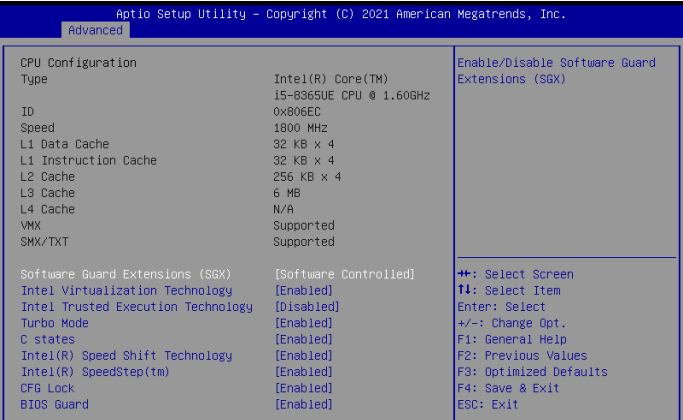 Aptio Setup Utility – Copyright (C) 2021 American Megatrends, Inc.
Advanced
CPU Configuration
Type Intel(R) Core(TM)
i5-8365UE CPU @ 1.60GHz
ID 0x806EC
Speed 1800 MHz
L1 Data Cache 32 KB x 4
L1 Instruction Cache 32 KB x 4
L2 Cache 256 KB x 4
L3 Cache 6 MB
L4 Cache N/A
VMX Supported
SMX/TXT Supported
Software Guard Extensions (SGX) [Software Controlled]
Intel Virtualization Technology [Enabled]
Intel Trusted Execution Technology [Disabled]
Turbo Mode [Enabled]
C states [Enabled]
Intel(R) Speed Shift Technology [Enabled]
Intel(R) SpeedStep(tm) [Enabled]
CFG Lock [Enabled]
BIOS Guard [Enabled]
Enable/Disable Software Guard
Extensions (SGX)
→←: Select Screen
↑↓: Select Item
Enter: Select
+/-: Change Opt.
F1: General Help
F2: Previous Values
F3: Optimized Defaults
F4: Save & Exit
ESC: Exit